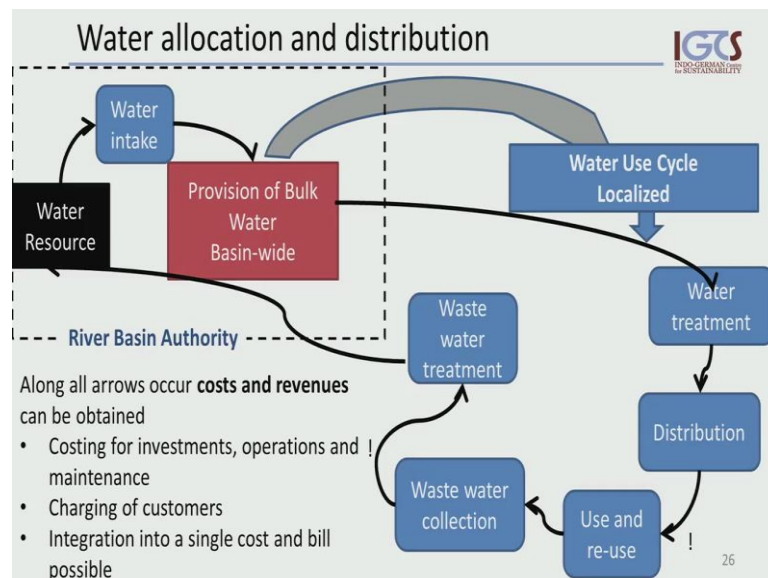 Water allocation and distribution
IGCS
INDO-GERMAN Centre
for SUSTAINABILITY
Water
intake
Water
Resource
Provision of Bulk
Water
Basin-wide
Water Use Cycle
Localized
Water
treatment
Distribution
Use and
re-use
!
Waste water
collection
!
Waste
water
treatment
River Basin Authority
Along all arrows occur costs and revenues
can be obtained
• Costing for investments, operations and
maintenance
• Charging of customers
• Integration into a single cost and bill
possible
26